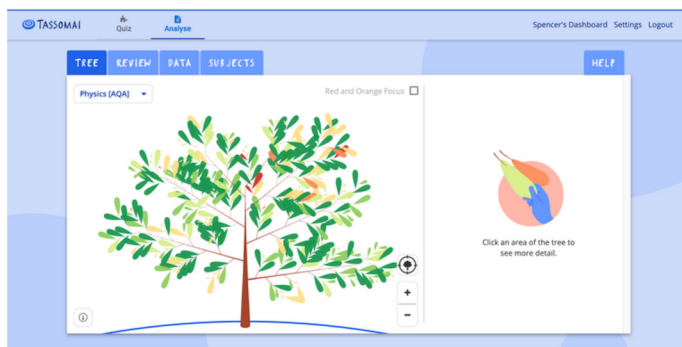 TASSOMAI
Quiz
Analyse
Spencer's Dashboard Settings Logout
TREE REVIEW DATA SUBJECTS HELP
Physics [AQA]
Red and Orange Focus
Click an area of the tree to
see more detail.